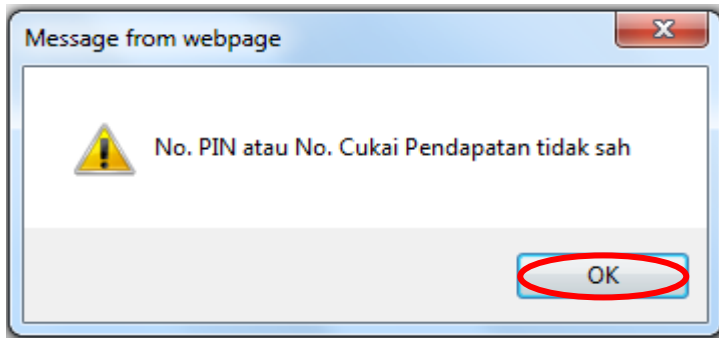 Message from webpage
No. PIN atau No. Cukai Pendapatan tidak sah
OK